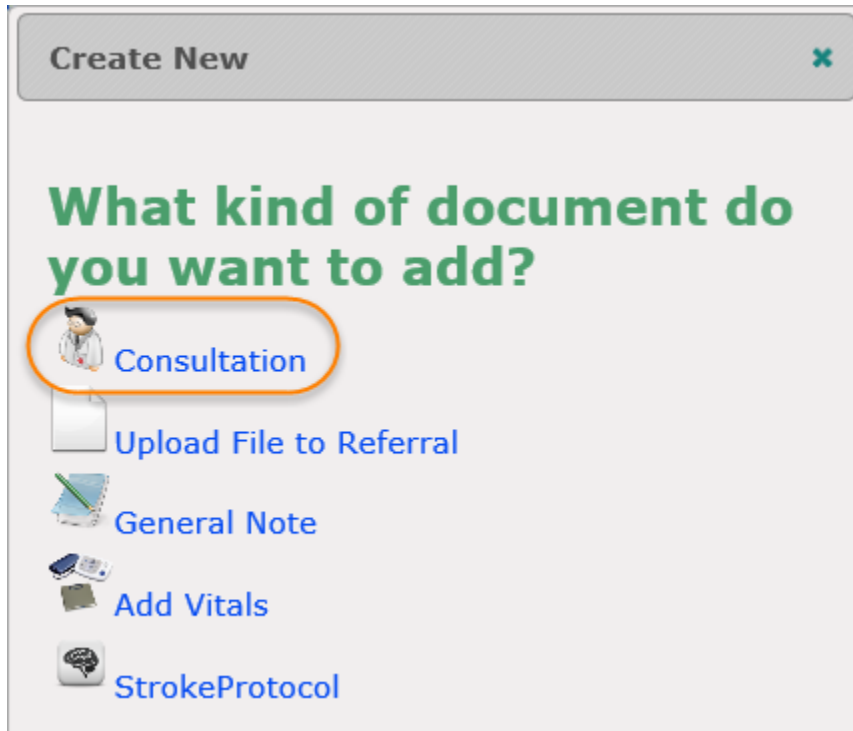 Create New
What kind of document do
you want to add?
Consultation
Upload File to Referral
General Note
Add Vitals
StrokeProtocol